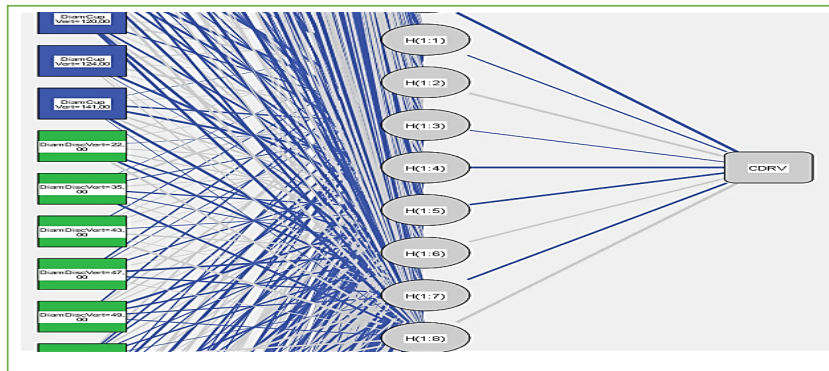 DiamCup
Vert=120,00
DiamCup
Vert=124,00
DiamCup
Vert=141,00
DiamDiscVert=22,
00
DiamDiscVert=35,
00
DiamDiscVert=43,
00
DiamDiscVert=47,
00
DiamDiscVert=49,
00
H(1:1)
H(1:2)
H(1:3)
H(1:4)
H(1:5)
H(1:6)
H(1:7)
H(1:8)
CDRV